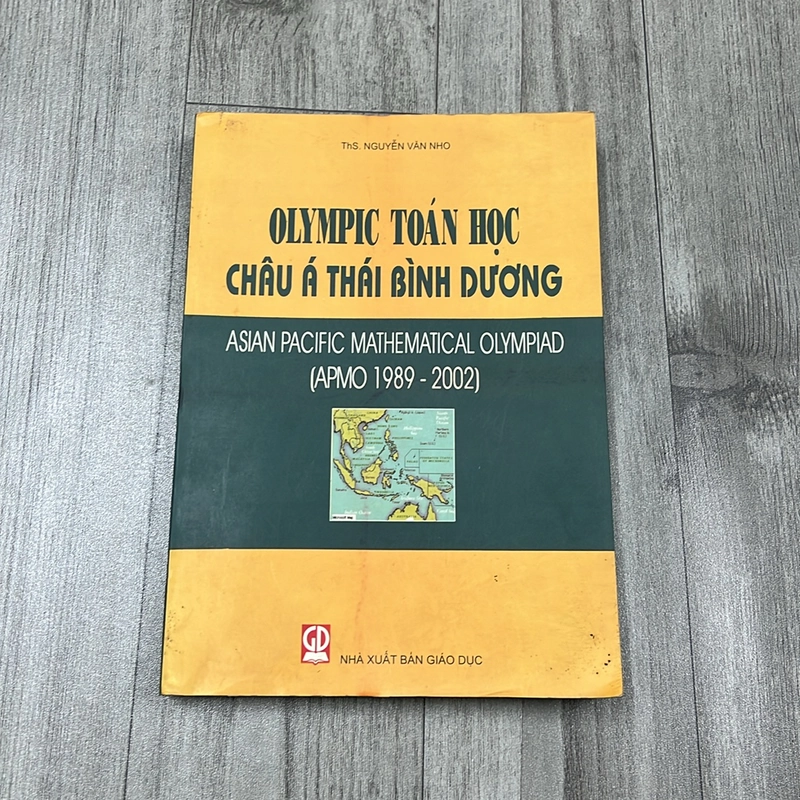 ThS. NGUYỄN VĂN NHO
OLYMPIC TOÁN HỌC
CHÂU Á THÁI BÌNH DƯƠNG
ASIAN PACIFIC MATHEMATICAL OLYMPIAD
(APMO 1989 - 2002)
GD
NHÀ XUẤT BẢN GIÁO DỤC